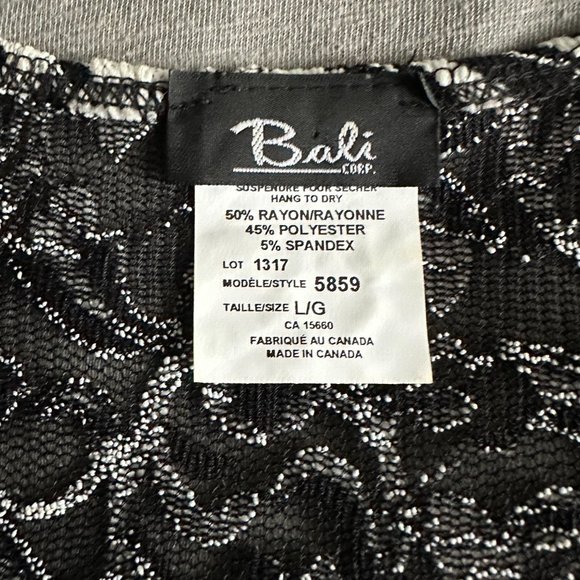 Bali
CORP.
SUSPENDRE POUR SÉCHER
HANG TO DRY
50% RAYON/RAYONNE
45% POLYESTER
5% SPANDEX
LOT 1317
MODÈLE/STYLE 5859
TAILLE/SIZE L/G
CA 15660
FABRIQUÉ AU CANADA
MADE IN CANADA